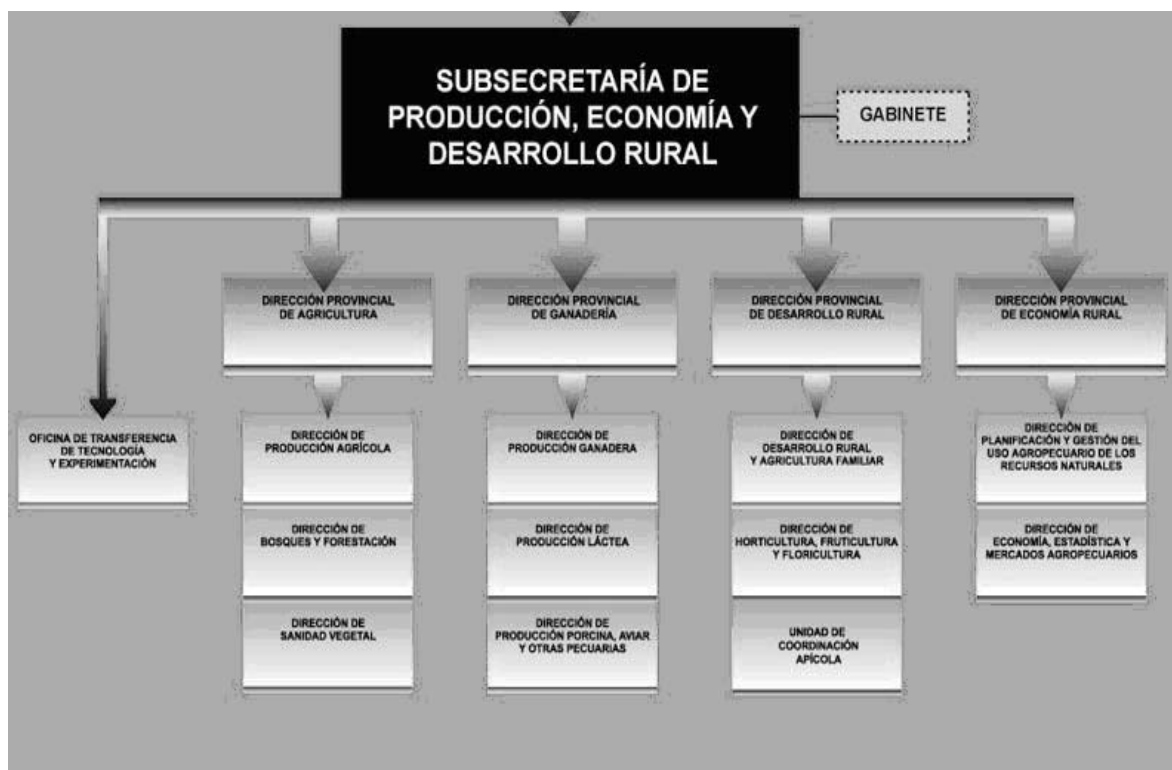 SUBSECRETARÍA DE
PRODUCCIÓN, ECONOMÍA Y
DESARROLLO RURAL
GABINETE
DIRECCIÓN PROVINCIAL
DE AGRICULTURA
DIRECCIÓN PROVINCIAL
DE GANADERÍA
DIRECCIÓN PROVINCIAL
DE DESARROLLO RURAL
DIRECCIÓN PROVINCIAL
DE ECONOMÍA RURAL
OFICINA DE TRANSFERENCIA
DE TECNOLOGÍA
Y EXPERIMENTACIÓN
DIRECCIÓN DE
PRODUCCIÓN AGRÍCOLA
DIRECCIÓN DE
PRODUCCIÓN GANADERA
DIRECCIÓN DE
DESARROLLO RURAL
Y AGRICULTURA FAMILIAR
DIRECCIÓN DE
PLANIFICACIÓN Y GESTIÓN DEL
USO AGROPECUARIO DE LOS
RECURSOS NATURALES
DIRECCIÓN DE
BOSQUES Y FORESTACIÓN
DIRECCIÓN DE
PRODUCCIÓN LÁCTEA
DIRECCIÓN DE
HORTICULTURA, FRUTICULTURA
Y FLORICULTURA
DIRECCIÓN DE
ECONOMÍA, ESTADÍSTICA Y
MERCADOS AGROPECUARIOS
DIRECCIÓN DE
SANIDAD VEGETAL
DIRECCIÓN DE
PRODUCCIÓN PORCINA, AVIAR
Y OTRAS PECUARIAS
UNIDAD DE
COORDINACIÓN
APÍCOLA